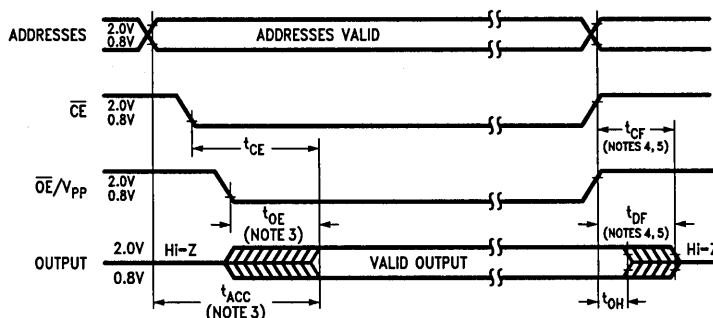 ADDRESSES 2.0V 0.8V ADDRESSES VALID
CE 2.0V 0.8V
tCE
tCF
(NOTES 4, 5)
OE/VPP 2.0V 0.8V
tOE
(NOTE 3)
tDF
(NOTES 4,5)
OUTPUT 2.0V 0.8V Hi-Z VALID OUTPUT Hi-Z
tACC
(NOTE 3)
tOH